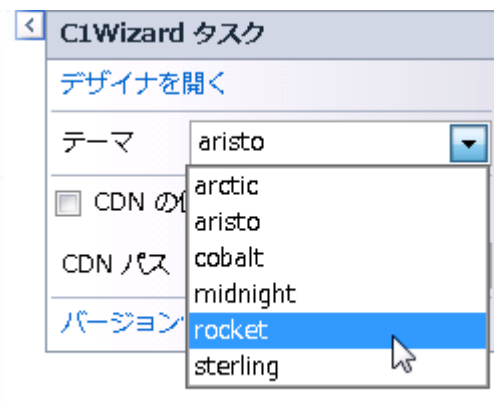 C1Wizard タスク
デザイナを開く
テーマ aristo
arctic
CDN の
aristo
cobalt
CDN パス
midnight
バージョン
rocket
sterling